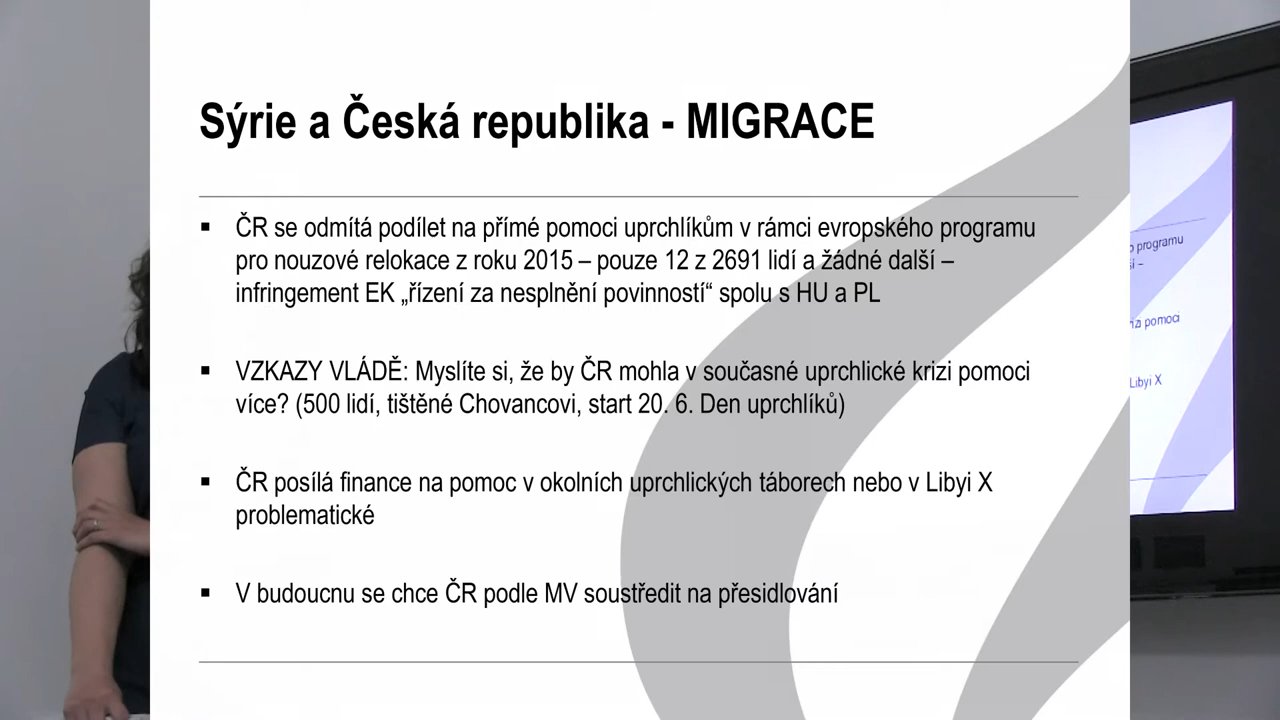 Sýrie a Česká republika - MIGRACE
▪ ČR se odmítá podílet na přímé pomoci uprchlíkům v rámci evropského programu
pro nouzové relokace z roku 2015 – pouze 12 z 2691 lidí a žádné další –
infringement EK „řízení za nesplnění povinností“ spolu s HU a PL
▪ VZKAZY VLÁDĚ: Myslíte si, že by ČR mohla v současné uprchlické krizi pomoci
více? (500 lidí, tištěné Chovancovi, start 20. 6. Den uprchlíků)
▪ ČR posílá finance na pomoc v okolních uprchlických táborech nebo v Libyi X
problematické
▪ V budoucnu se chce ČR podle MV soustředit na přesidlování
programu
pomoci
Libyi X